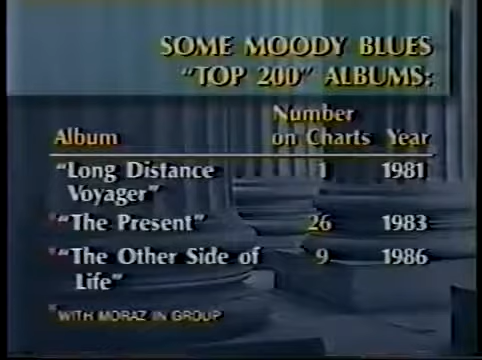 SOME MOODY BLUES
"TOP 200" ALBUMS:
Number
Album on Charts Year
"Long Distance 1 1981
Voyager"
*"The Present" 26 1983
*"The Other Side of 9 1986
Life"
*WITH MORAZ IN GROUP